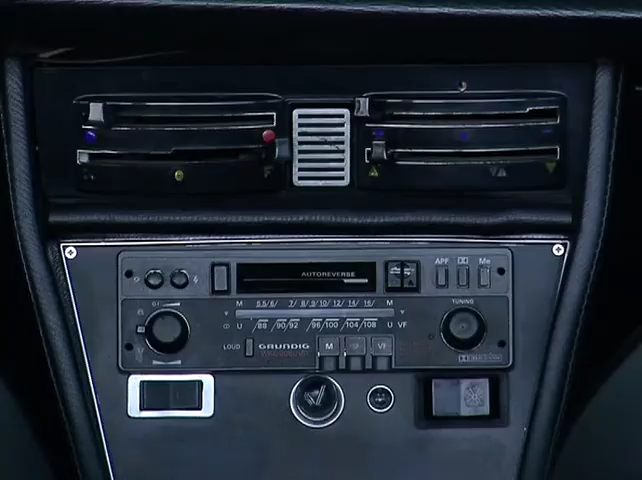 AUTOREVERSE
APF Me
M 5.5/6/ 7/ 8/9/10/ 12/ 14/ 16/ M
TUNING
U /88 /90/92 /96/100 /104/108 U VF
LOUD GRUNDIG M VF